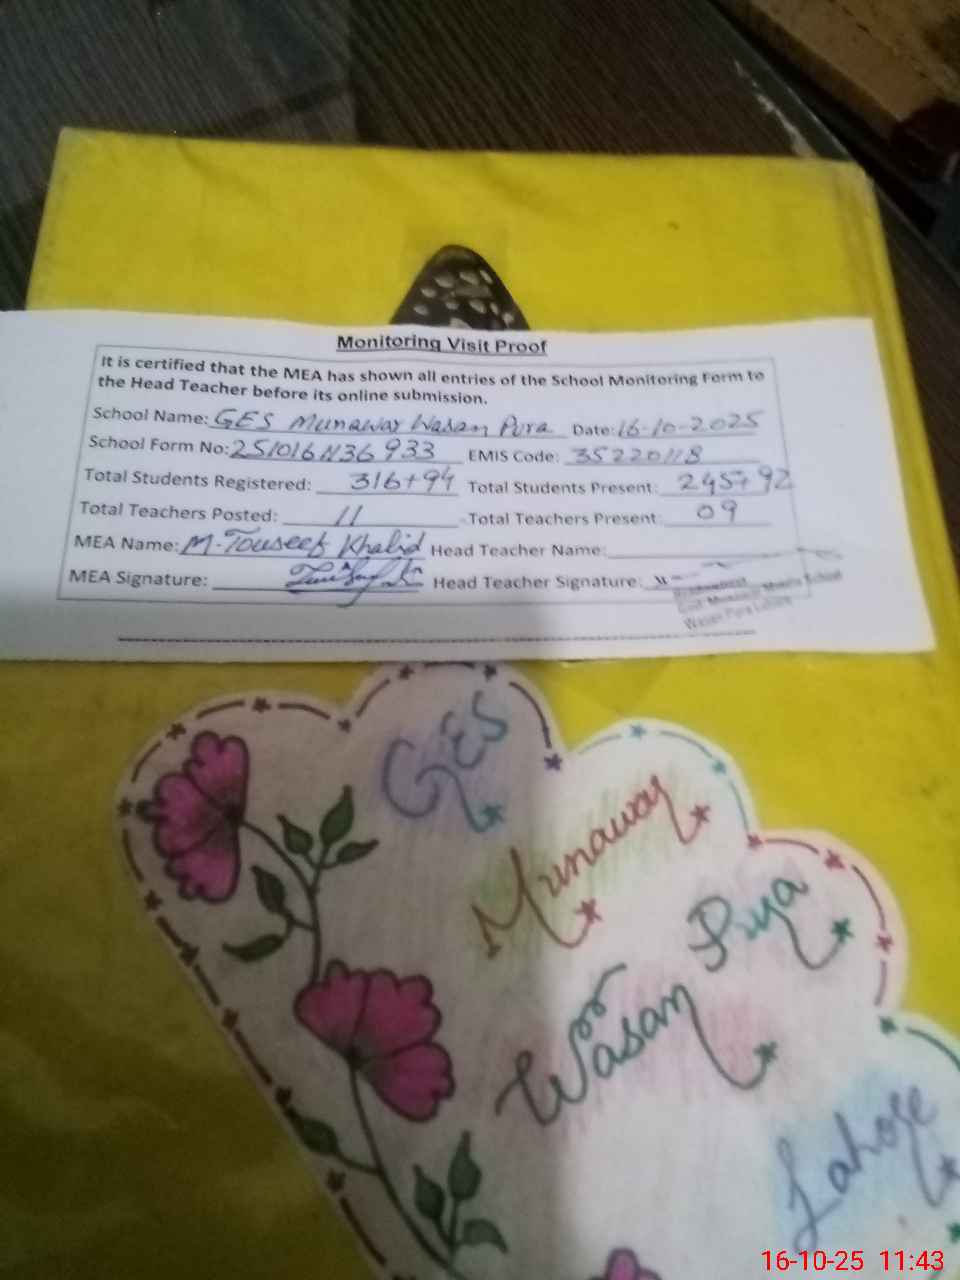 Monitoring Visit Proof
It is certified that the MEA has shown all entries of the School Monitoring Form to
the Head Teacher before its online submission.
School Name: GES Munawar Wasan Pura Date: 16-10-2025
School Form No: 251016N36933 EMIS Code: 35220118
Total Students Registered: 316+94 Total Students Present: 245+92
Total Teachers Posted: 11 Total Teachers Present: 09
MEA Name: M. Touseef Khalid Head Teacher Name:
MEA Signature: Head Teacher Signature:
School
Wasan Pura Lahore
GES
Munawar
Wasan Pura
Lahore
16-10-25 11:43